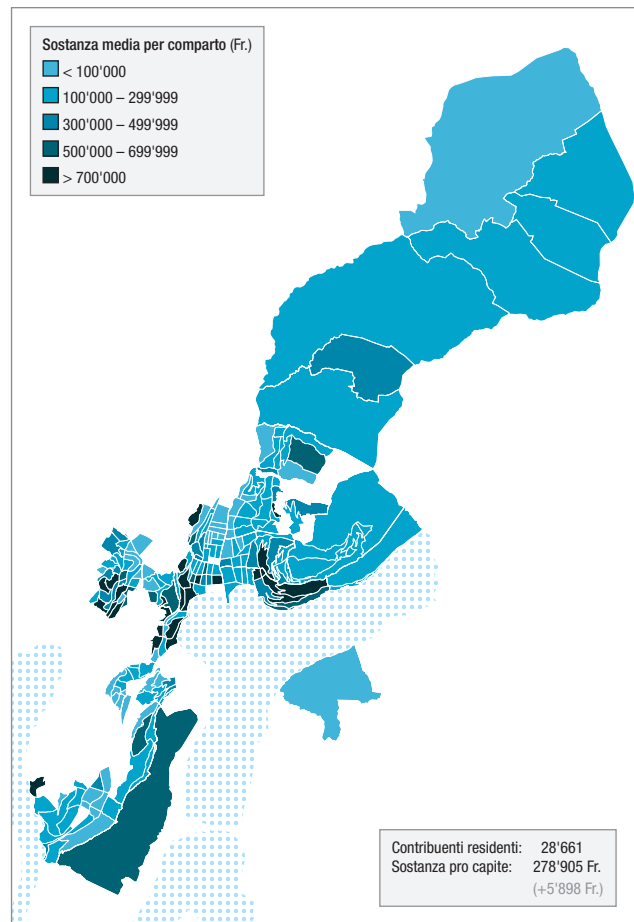 Sostanza media per comparto (Fr.)
< 100'000
100'000 – 299'999
300'000 – 499'999
500'000 – 699'999
> 700'000
Contribuenti residenti: 28'661
Sostanza pro capite: 278'905 Fr.
(+5'898 Fr.)